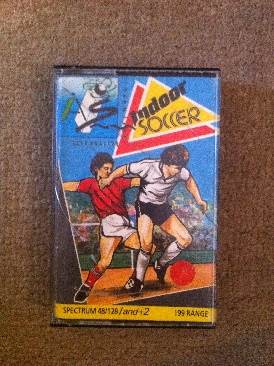 Indoor
SOCCER
SPECTRUM 48/128/and+2
199 RANGE